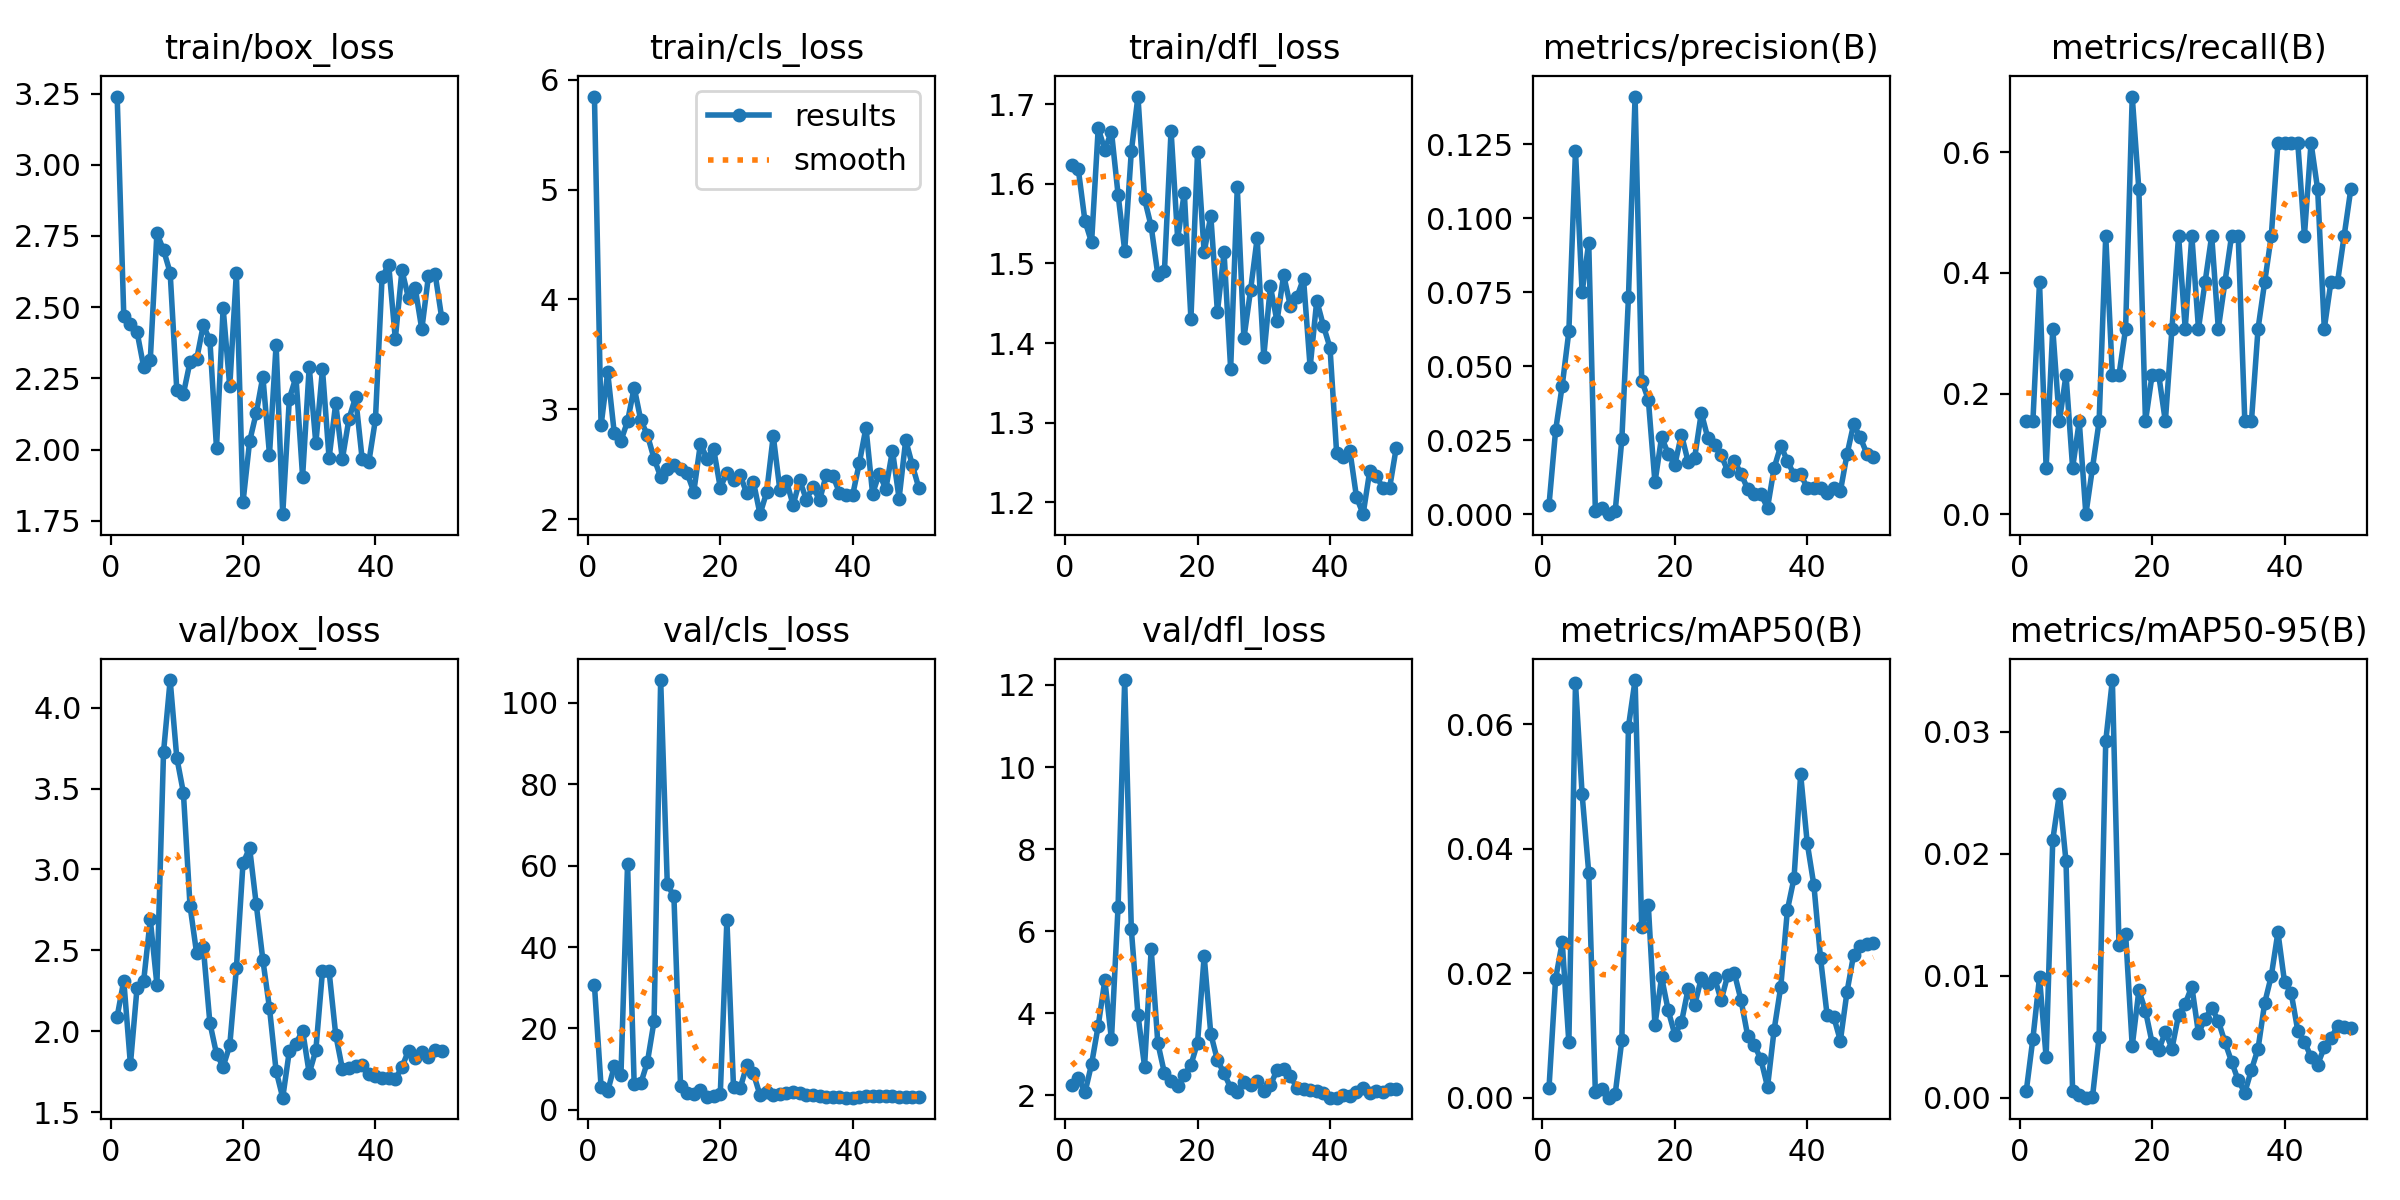 train/box_loss
3.25
3.00
2.75
2.50
2.25
2.00
1.75
0 20 40
train/cls_loss
results
smooth
6
5
4
3
2
0 20 40
train/dfl_loss
1.7
1.6
1.5
1.4
1.3
1.2
0 20 40
metrics/precision(B)
0.125
0.100
0.075
0.050
0.025
0.000
0 20 40
metrics/recall(B)
0.6
0.4
0.2
0.0
0 20 40
val/box_loss
4.0
3.5
3.0
2.5
2.0
1.5
0 20 40
val/cls_loss
100
80
60
40
20
0
0 20 40
val/dfl_loss
12
10
8
6
4
2
0 20 40
metrics/mAP50(B)
0.06
0.04
0.02
0.00
0 20 40
metrics/mAP50-95(B)
0.03
0.02
0.01
0.00
0 20 40